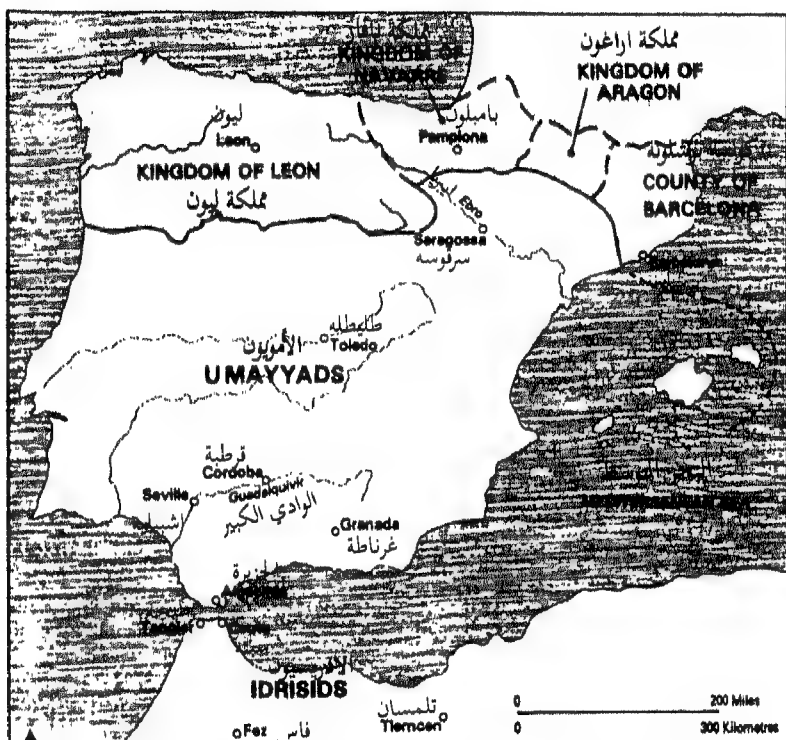 مملكة نافار
KINGDOM OF
NAVARRE
مملكة اراغون
KINGDOM OF
ARAGON
بامبلون
Pamplona
ليون
Leon
KINGDOM OF LEON
مملكة ليون
COUNTY OF
BARCELONA
Ebro
Saragossa
سرقوسه
طليطله
Toledo
الأمويون
UMAYYADS
قرطبة
Cordoba
Seville
Guadalquivir
الوادي الكبير
Granada
غرناطة
IDRISIDS
تلمسان
Tlemcen
Fez
فاس
0 200 Miles
0 300 Kilometres